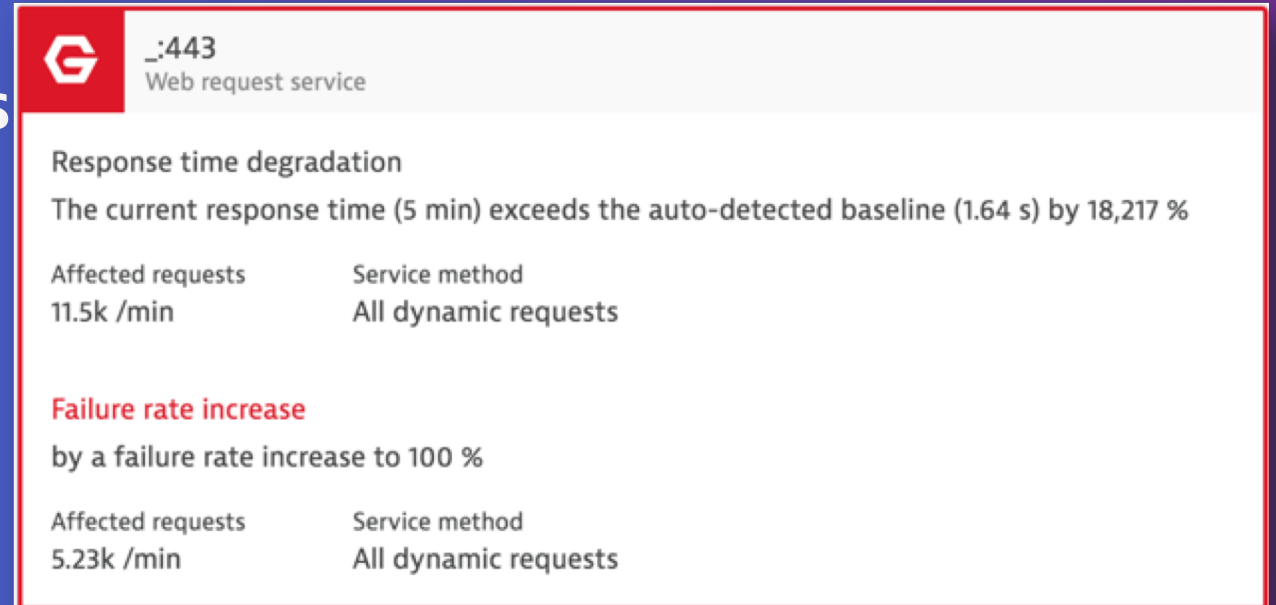 s
_:443
Web request service
Response time degradation
The current response time (5 min) exceeds the auto-detected baseline (1.64 s) by 18,217 %
Affected requests Service method
11.5k /min All dynamic requests
Failure rate increase
by a failure rate increase to 100 %
Affected requests Service method
5.23k /min All dynamic requests